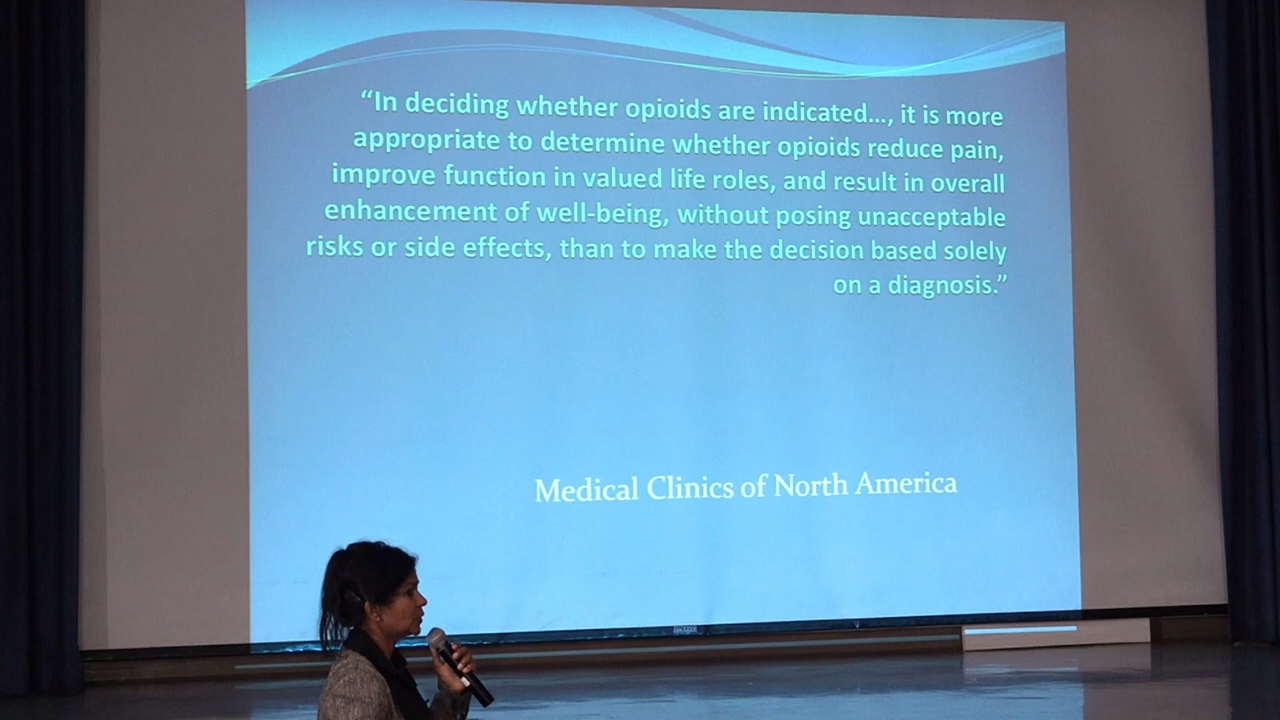 “In deciding whether opioids are indicated…, it is more
appropriate to determine whether opioids reduce pain,
improve function in valued life roles, and result in overall
enhancement of well-being, without posing unacceptable
risks or side effects, than to make the decision based solely
on a diagnosis.”
Medical Clinics of North America